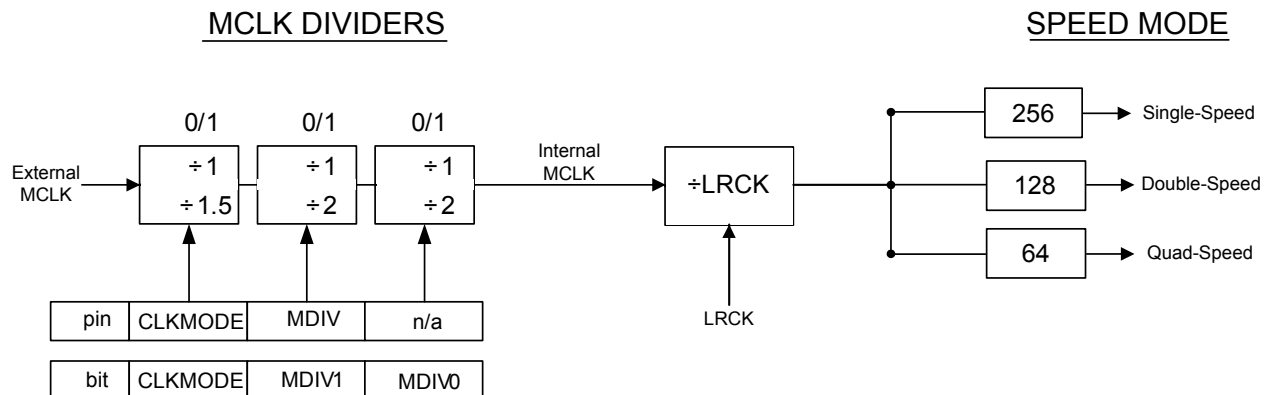 MCLK DIVIDERS
SPEED MODE
0/1 0/1 0/1
External
MCLK
÷1
÷1.5
÷1
÷2
÷1
÷2
Internal
MCLK
÷LRCK
LRCK
256
Single-Speed
128
Double-Speed
64
Quad-Speed
pin CLKMODE MDIV n/a
bit CLKMODE MDIV1 MDIV0